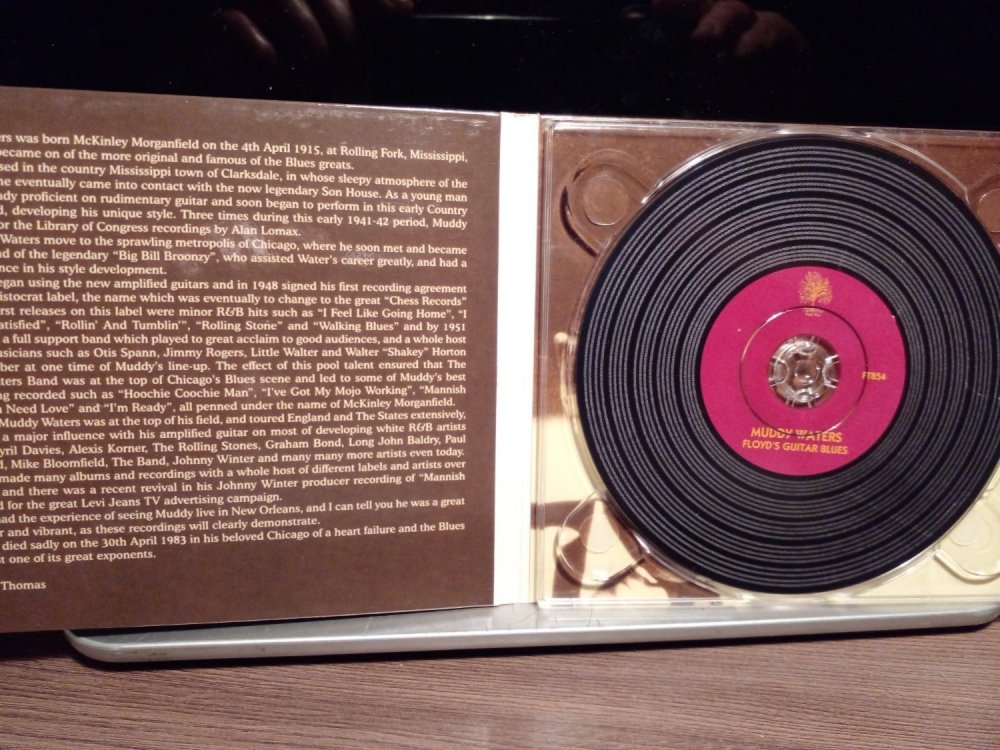 ers was born McKinley Morganfield on the 4th April 1915, at Rolling Fork, Mississippi,
became on of the more original and famous of the Blues greats.
sed in the country Mississippi town of Clarksdale, in whose sleepy atmosphere of the
he eventually came into contact with the now legendary Son House. As a young man
dy proficient on rudimentary guitar and soon began to perform in this early Country
d, developing his unique style. Three times during this early 1941-42 period, Muddy
or the Library of Congress recordings by Alan Lomax.
Waters move to the sprawling metropolis of Chicago, where he soon met and became
nd of the legendary "Big Bill Broonzy", who assisted Water's career greatly, and had a
nce in his style development.
egan using the new amplified guitars and in 1948 signed his first recording agreement
istocrat label, the name which was eventually to change to the great "Chess Records"
rst releases on this label were minor R&B hits such as "I Feel Like Going Home", "I
atisfied", "Rollin' And Tumblin'", "Rolling Stone" and "Walking Blues" and by 1951
a full support band which played to great acclaim to good audiences, and a whole host
usicians such as Otis Spann, Jimmy Rogers, Little Walter and Walter "Shakey" Horton
ber at one time of Muddy's line-up. The effect of this pool talent ensured that The
ters Band was at the top of Chicago's Blues scene and led to some of Muddy's best
ng recorded such as "Hoochie Coochie Man", "I've Got My Mojo Working", "Mannish
u Need Love" and "I'm Ready", all penned under the name of McKinley Morganfield.
Muddy Waters was at the top of his field, and toured England and The States extensively,
a major influence with his amplified guitar on most of developing white R&B artists
yril Davies, Alexis Korner, The Rolling Stones, Graham Bond, Long John Baldry, Paul
d, Mike Bloomfield, The Band, Johnny Winter and many many more artists even today.
made many albums and recordings with a whole host of different labels and artists over
and there was a recent revival in his Johnny Winter producer recording of "Mannish
d for the great Levi Jeans TV advertising campaign.
had the experience of seeing Muddy live in New Orleans, and I can tell you he was a great
r and vibrant, as these recordings will clearly demonstrate.
died sadly on the 30th April 1983 in his beloved Chicago of a heart failure and the Blues
st one of its great exponents.
Thomas
FT854
MUDDY WATERS
FLOYD'S GUITAR BLUES